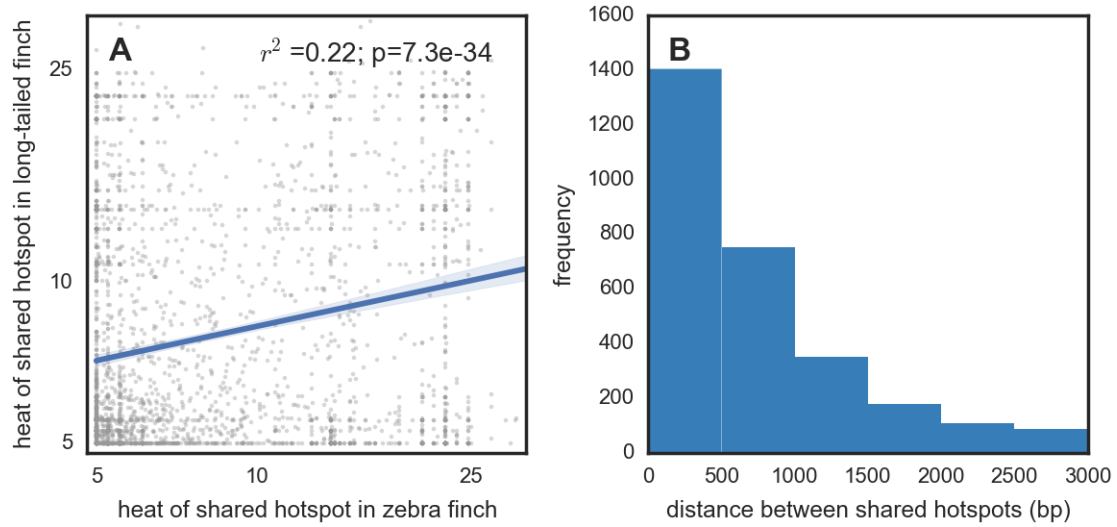 A
r² =0.22; p=7.3e-34
heat of shared hotspot in long-tailed finch
25
10
5
5 10 25
heat of shared hotspot in zebra finch
B
frequency
1600
1400
1200
1000
800
600
400
200
0
0 500 1000 1500 2000 2500 3000
distance between shared hotspots (bp)